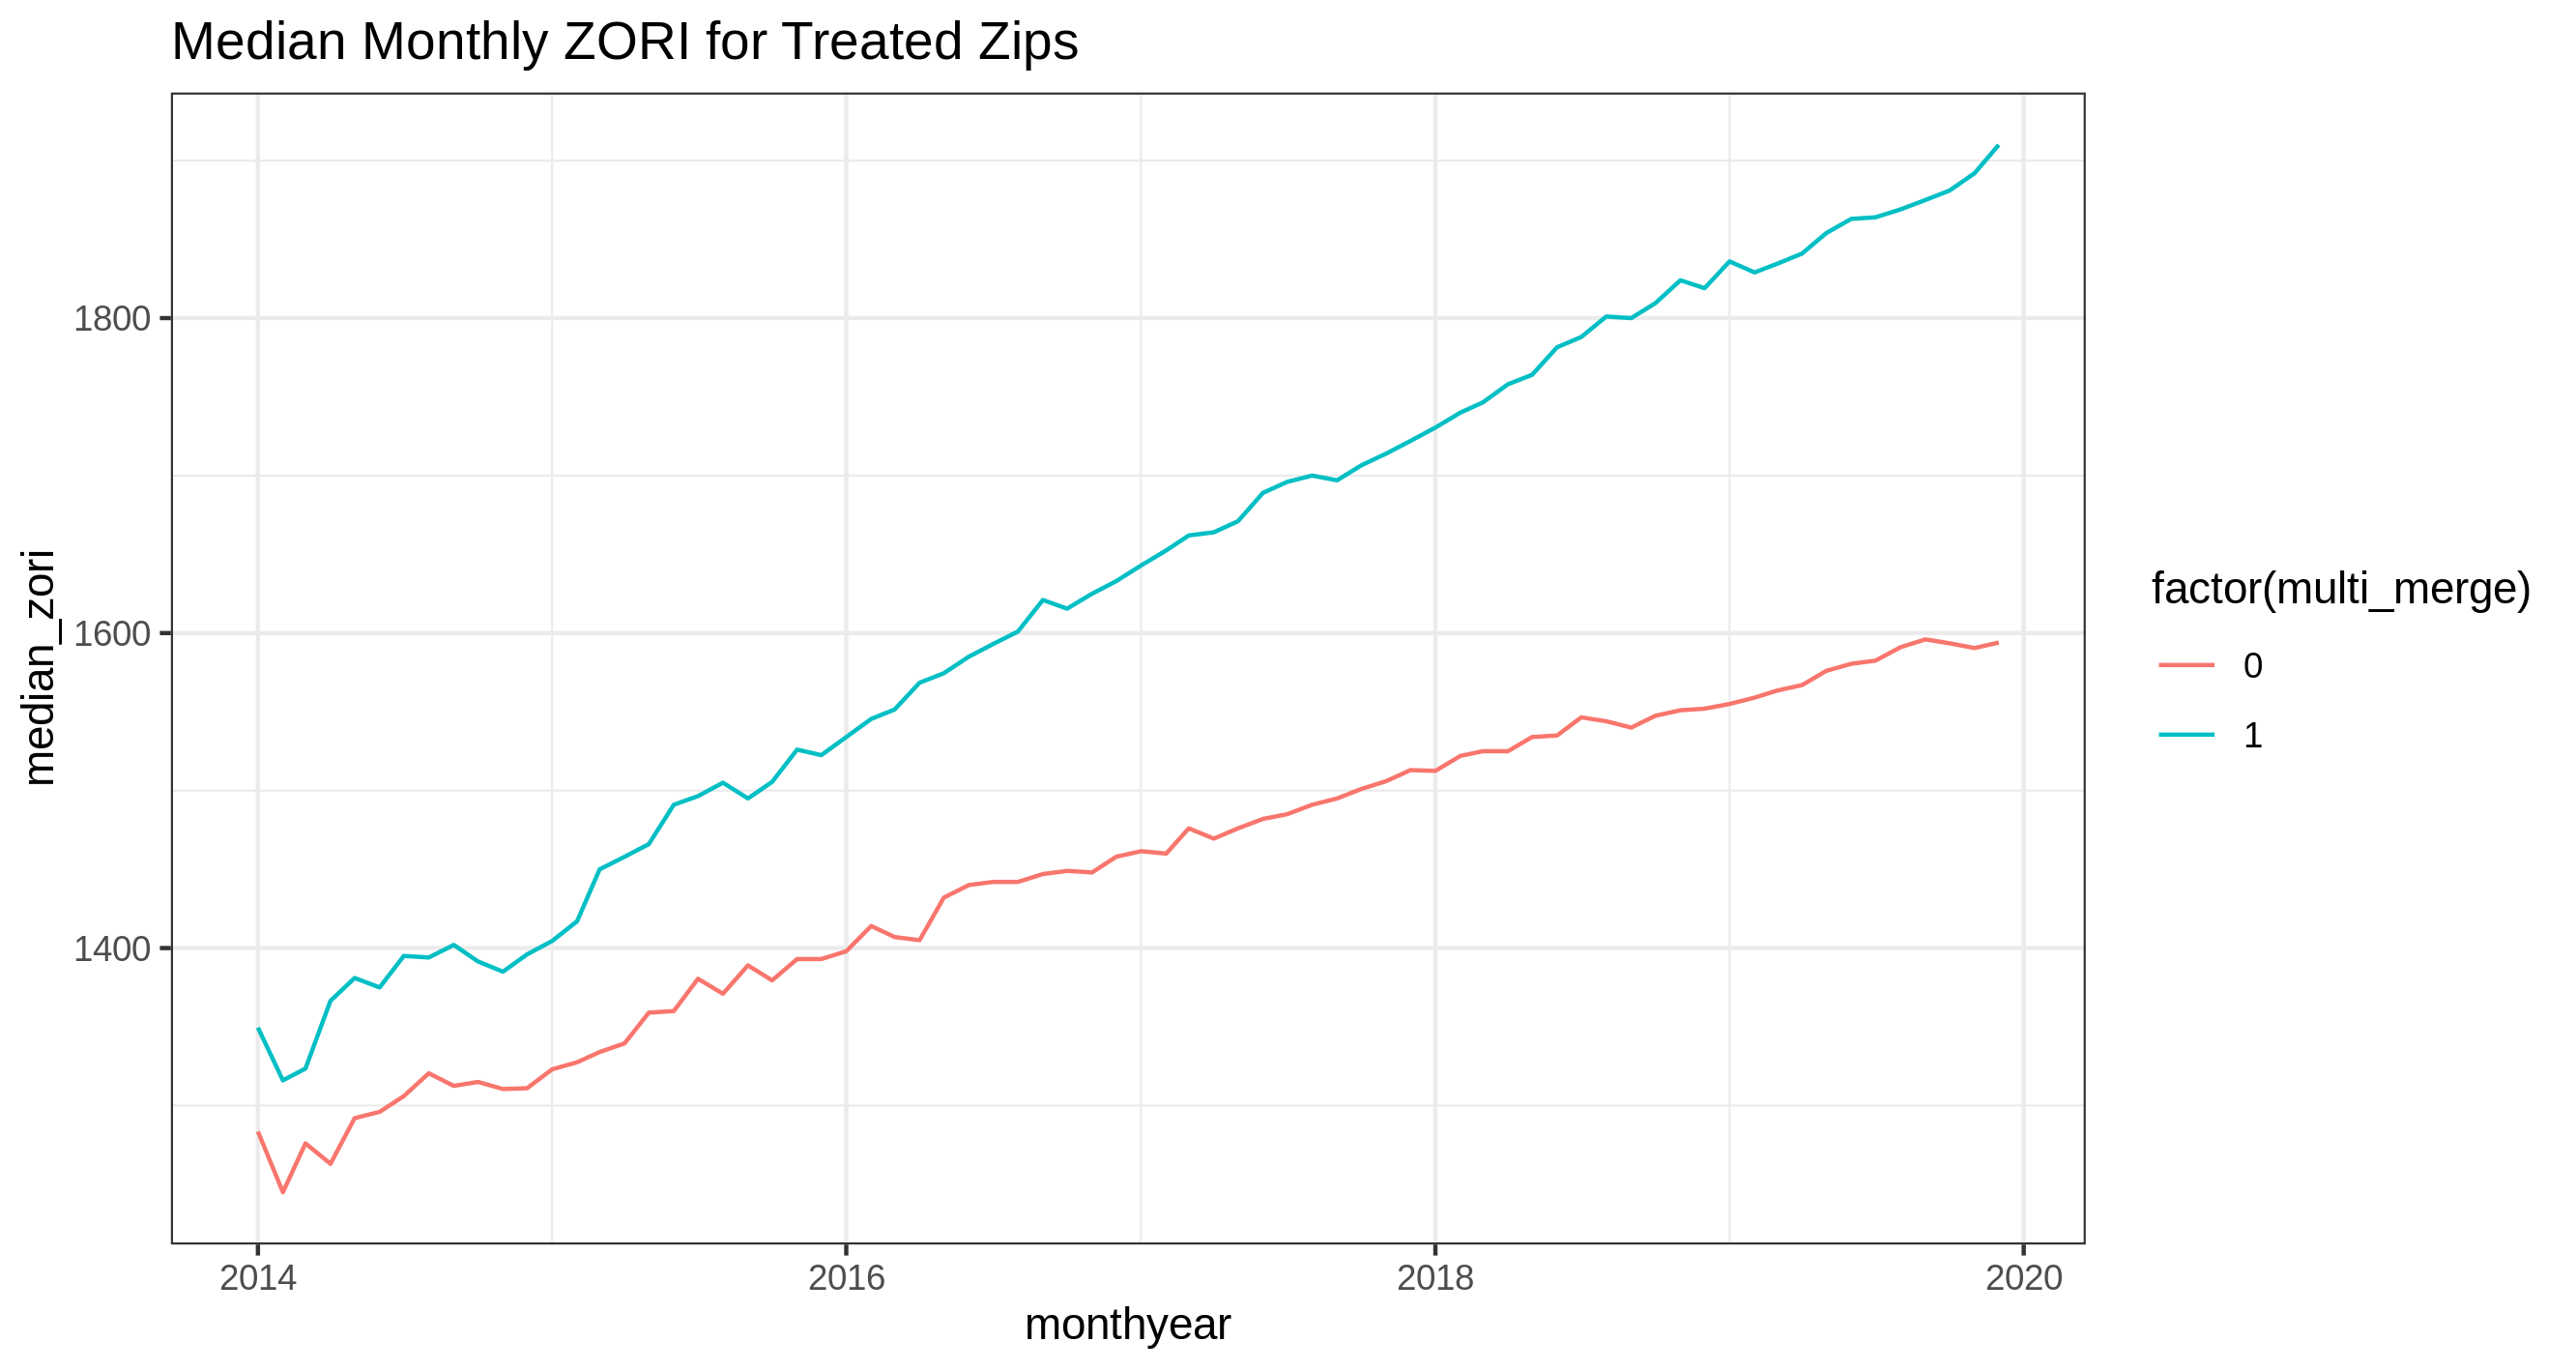 Median Monthly ZORI for Treated Zips
median_zori
1800
1600
1400
2014
2016
2018
2020
monthyear
factor(multi_merge)
0
1